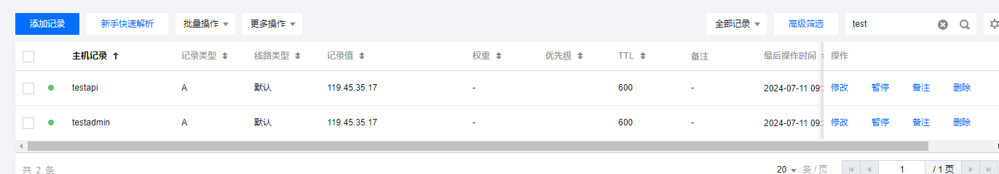 添加记录 新手快速解析 批量操作 更多操作 全部记录 高级筛选 test
主机记录 记录类型 线路类型 记录值 权重 优先级 TTL 备注 最后操作时间 操作
testapi A 默认 119.45.35.17 - 600 - 2024-07-11 09: 修改 暂停 备注 删除
testadmin A 默认 119.45.35.17 - 600 - 2024-07-11 09: 修改 暂停 备注 删除
共 2 条 20 条 / 页 1 / 1 页